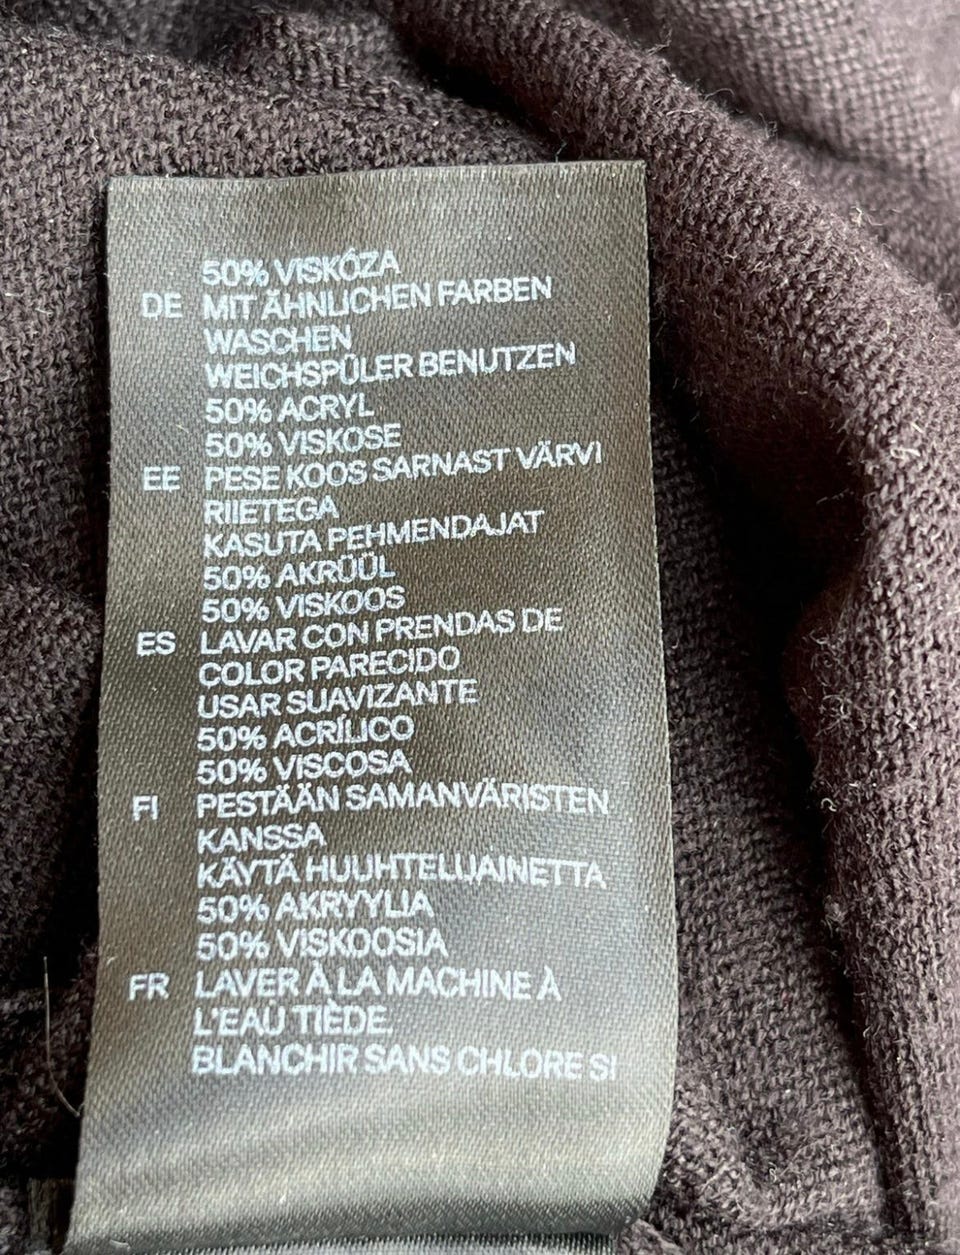 50% VISKÓZA
DE MIT ÄHNLICHEN FARBEN
WASCHEN
WEICHSPÜLER BENUTZEN
50% ACRYL
50% VISKOSE
EE PESE KOOS SARNAST VÄRVI
RIIETEGA
KASUTA PEHMENDAJAT
50% AKRÜÜL
50% VISKOOS
ES LAVAR CON PRENDAS DE
COLOR PARECIDO
USAR SUAVIZANTE
50% ACRÍLICO
50% VISCOSA
FI PESTÄÄN SAMANVÄRISTEN
KANSSA
KÄYTÄ HUUHTELUAINETTA
50% AKRYYLIA
50% VISKOOSIA
FR LAVER À LA MACHINE À
L'EAU TIÈDE.
BLANCHIR SANS CHLORE SI